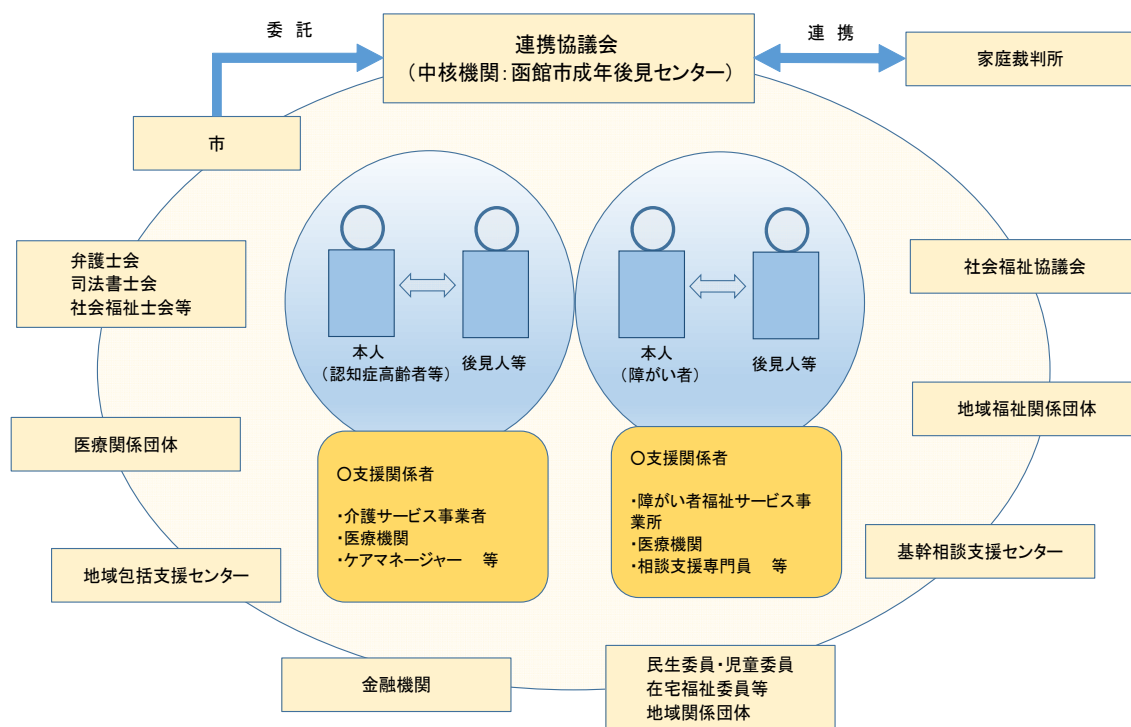 委 託
連携協議会
（中核機関：函館市成年後見センター）
連 携
家庭裁判所
市
弁護士会
司法書士会
社会福祉士会等
社会福祉協議会
本人
（認知症高齢者等）
後見人等
本人
（障がい者）
後見人等
医療関係団体
地域福祉関係団体
○支援関係者
・介護サービス事業者
・医療機関
・ケアマネージャー 等
○支援関係者
・障がい者福祉サービス事
業所
・医療機関
・相談支援専門員 等
地域包括支援センター
基幹相談支援センター
金融機関
民生委員・児童委員
在宅福祉委員等
地域関係団体